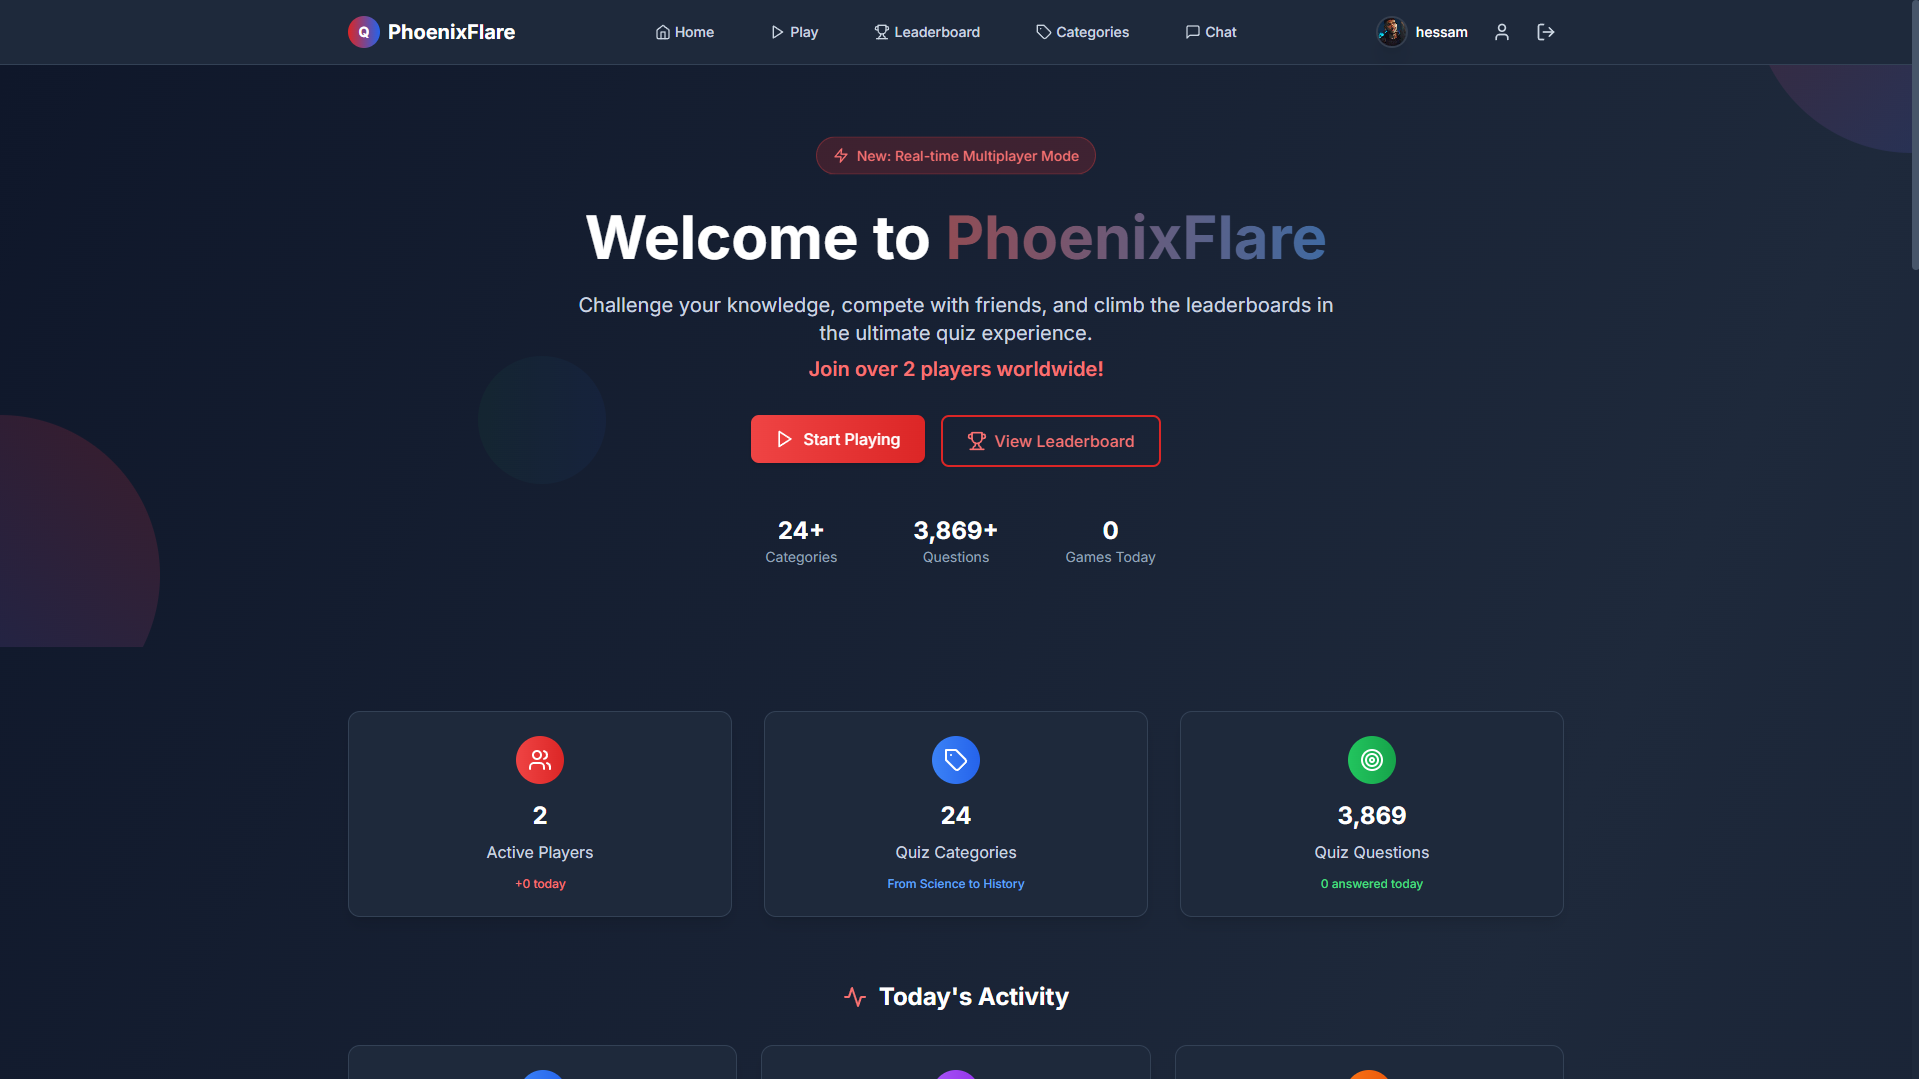 Q PhoenixFlare
Home
Play
Leaderboard
Categories
Chat
hessam
New: Real-time Multiplayer Mode
Welcome to PhoenixFlare
Challenge your knowledge, compete with friends, and climb the leaderboards in
the ultimate quiz experience.
Join over 2 players worldwide!
Start Playing
View Leaderboard
24+
Categories
3,869+
Questions
0
Games Today
2
Active Players
+0 today
24
Quiz Categories
From Science to History
3,869
Quiz Questions
0 answered today
Today's Activity